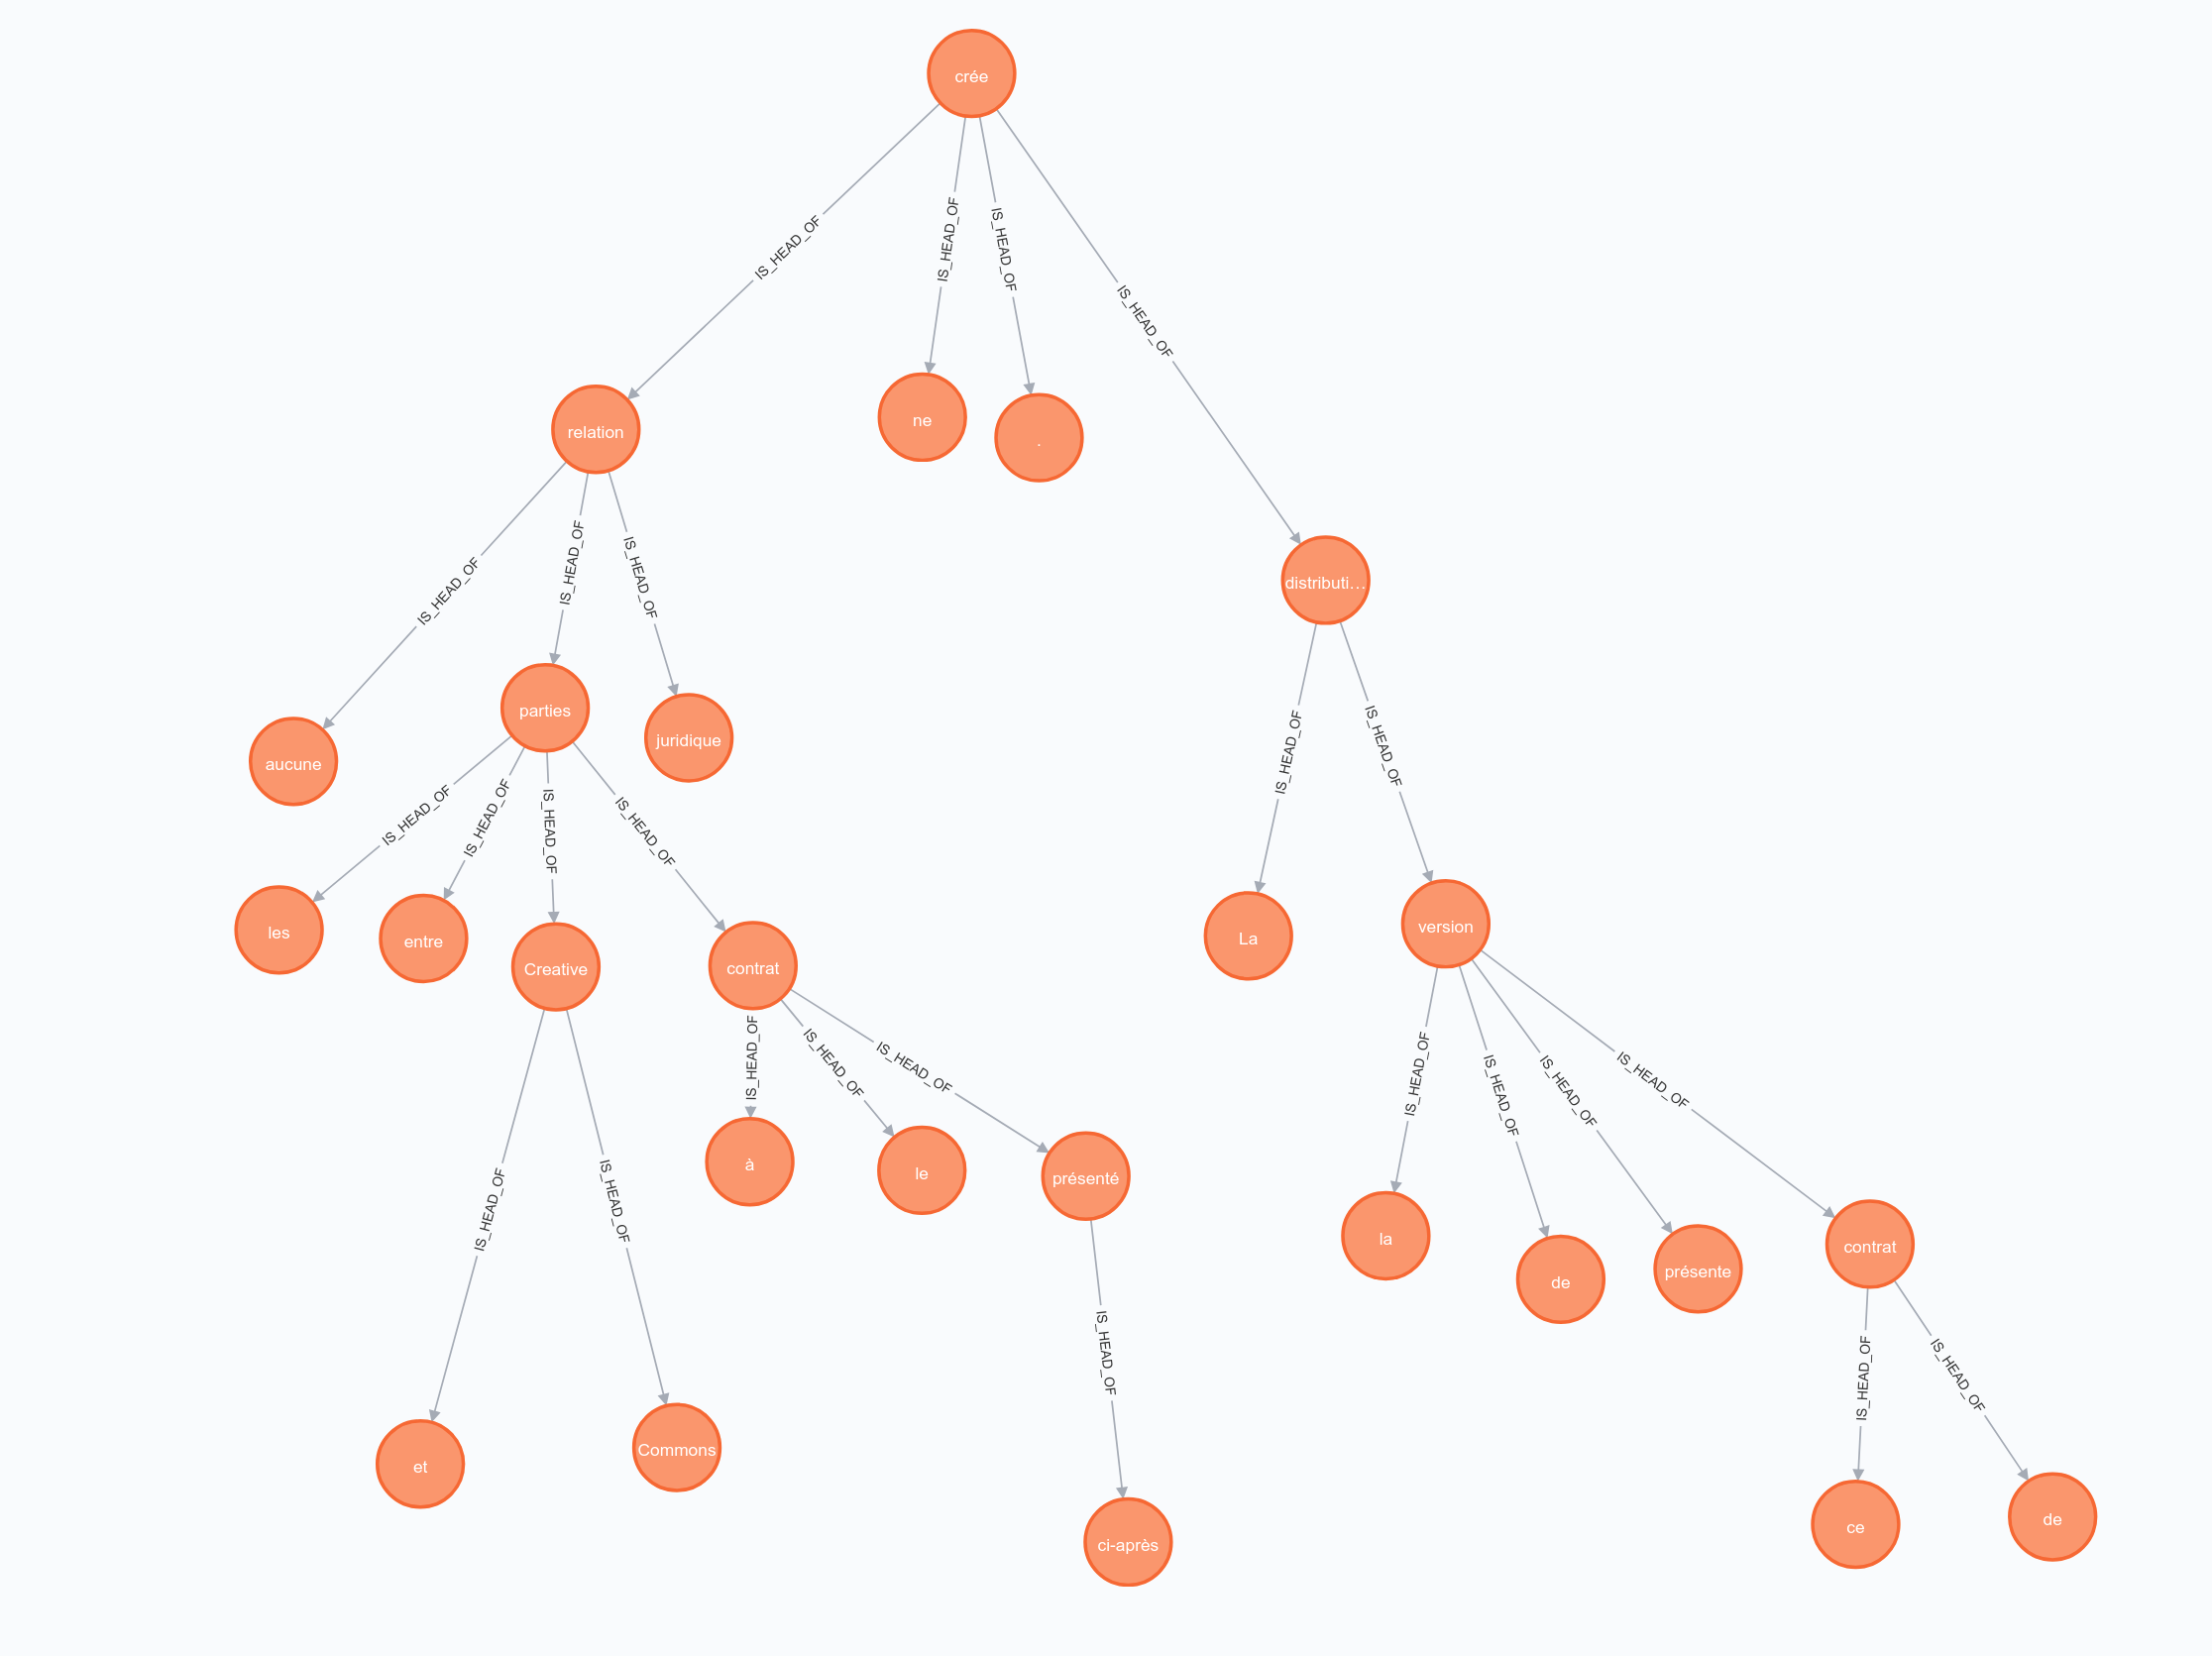 crée
IS_HEAD_OF
IS_HEAD_OF
IS_HEAD_OF
IS_HEAD_OF
relation
ne
.
distributi…
IS_HEAD_OF
IS_HEAD_OF
IS_HEAD_OF
aucune
parties
juridique
IS_HEAD_OF
IS_HEAD_OF
IS_HEAD_OF
IS_HEAD_OF
IS_HEAD_OF
IS_HEAD_OF
les
entre
Creative
contrat
La
version
IS_HEAD_OF
IS_HEAD_OF
IS_HEAD_OF
IS_HEAD_OF
IS_HEAD_OF
IS_HEAD_OF
IS_HEAD_OF
à
le
présenté
IS_HEAD_OF
IS_HEAD_OF
la
de
présente
contrat
IS_HEAD_OF
IS_HEAD_OF
IS_HEAD_OF
et
Commons
ci-après
ce
de